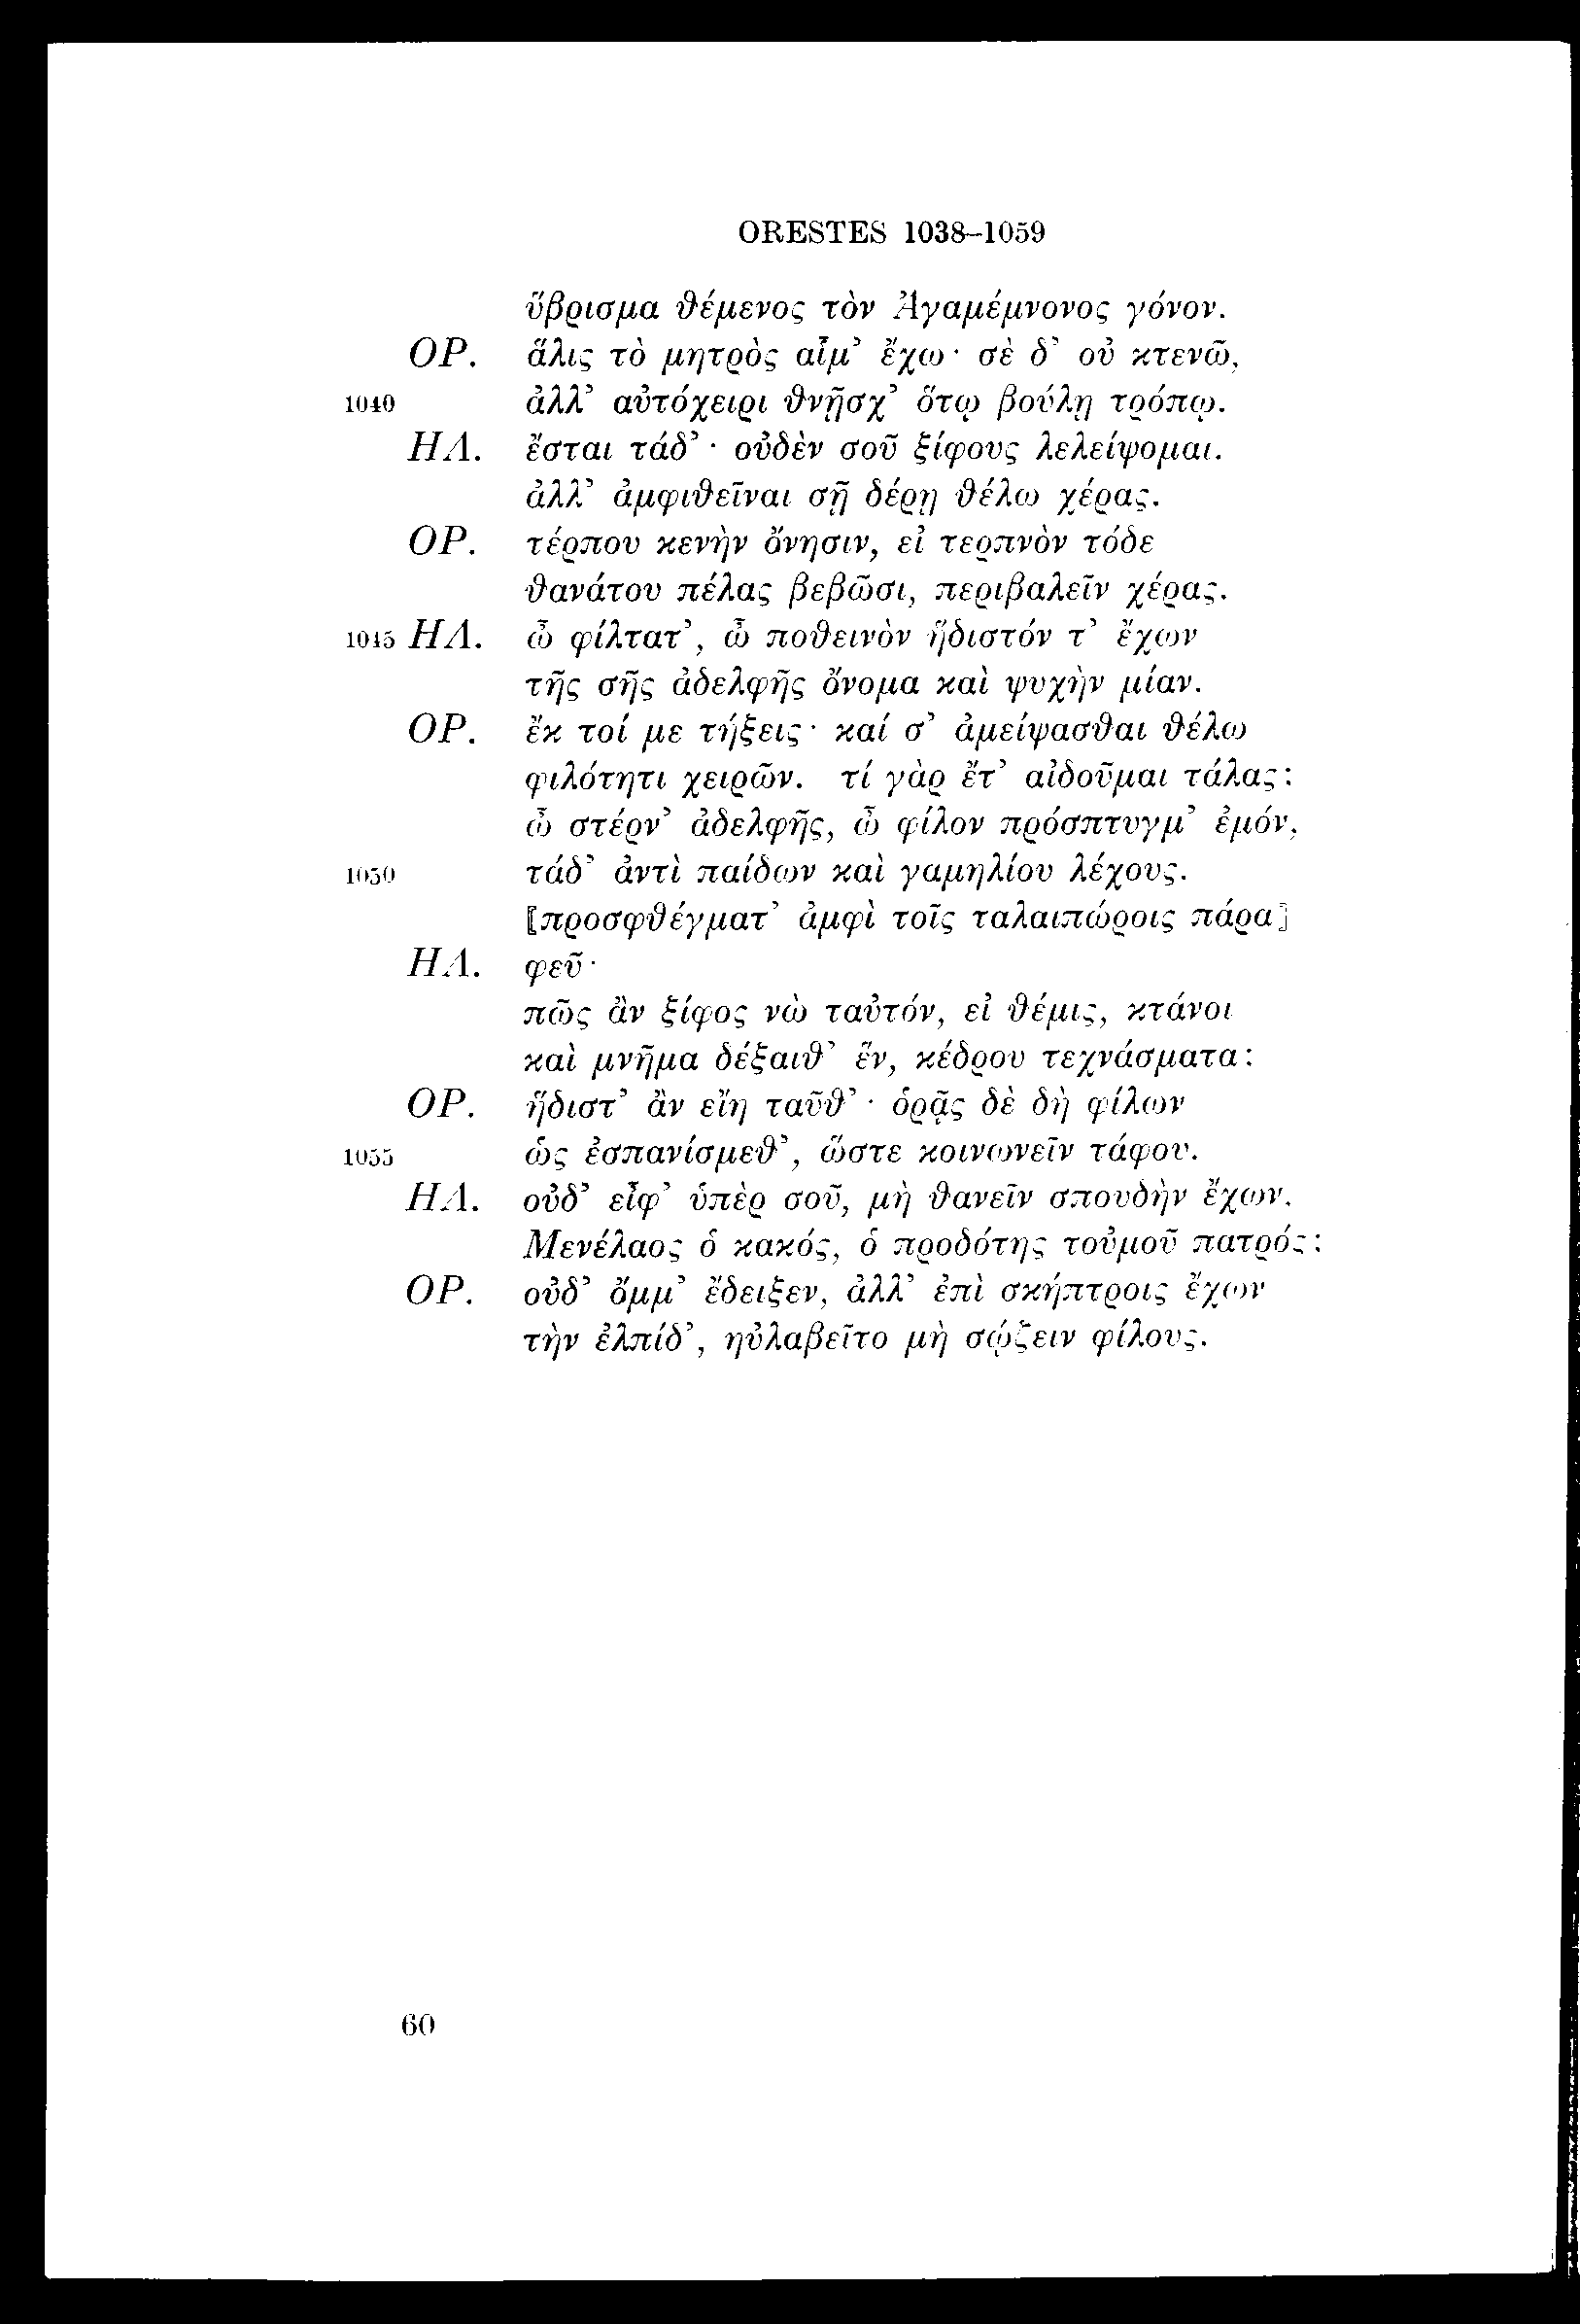 ORESTES 1038–1059
ὕβρισμα θέμενος τὸν Ἀγαμέμνονος γόνον.
ΟΡ. ἅλις τὸ μητρὸς αἷμ’ ἔχω· σὲ δ’ οὐ κτενῶ,
1040 ἀλλ’ αὐτόχειρι θνῇσχ’ ὅτῳ βούλῃ τρόπῳ.
ΗΛ. ἔσται τάδ’· οὐδὲν σοῦ ξίφους λελείψομαι.
ἀλλ’ ἀμφιθεῖναι σῇ δέρῃ θέλω χέρας.
ΟΡ. τέρπου κενὴν ὄνησιν, εἰ τερπνὸν τόδε
θανάτου πέλας βεβῶσι, περιβαλεῖν χέρας.
1045 ΗΛ. ὦ φίλτατ’, ὦ ποθεινὸν ἥδιστόν τ’ ἔχων
τῆς σῆς ἀδελφῆς ὄνομα καὶ ψυχὴν μίαν.
ΟΡ. ἔκ τοί με τήξεις· καί σ’ ἀμείψασθαι θέλω
φιλότητι χειρῶν. τί γὰρ ἔτ’ αἰδοῦμαι τάλας;
ὦ στέρν’ ἀδελφῆς, ὦ φίλον πρόσπτυγμ’ ἐμόν,
1050 τάδ’ ἀντὶ παίδων καὶ γαμηλίου λέχους.
[προσφθέγματ’ ἀμφὶ τοῖς ταλαιπώροις πάρα]
ΗΛ. φεῦ·
πῶς ἂν ξίφος νὼ ταὐτόν, εἰ θέμις, κτάνοι
καὶ μνῆμα δέξαιθ’ ἕν, κέδρου τεχνάσματα;
ΟΡ. ἥδιστ’ ἂν εἴη ταῦθ’· ὁρᾷς δὲ δὴ φίλων
1055 ὡς ἐσπανίσμεθ’, ὥστε κοινωνεῖν τάφου.
ΗΛ. οὐδ’ εἶφ’ ὑπὲρ σοῦ, μὴ θανεῖν σπουδὴν ἔχων,
Μενέλαος ὁ κακός, ὁ προδότης τοὐμοῦ πατρός;
ΟΡ. οὐδ’ ὄμμ’ ἔδειξεν, ἀλλ’ ἐπὶ σκήπτροις ἔχων
τὴν ἐλπίδ’, ηὐλαβεῖτο μὴ σῴζειν φίλους.
60